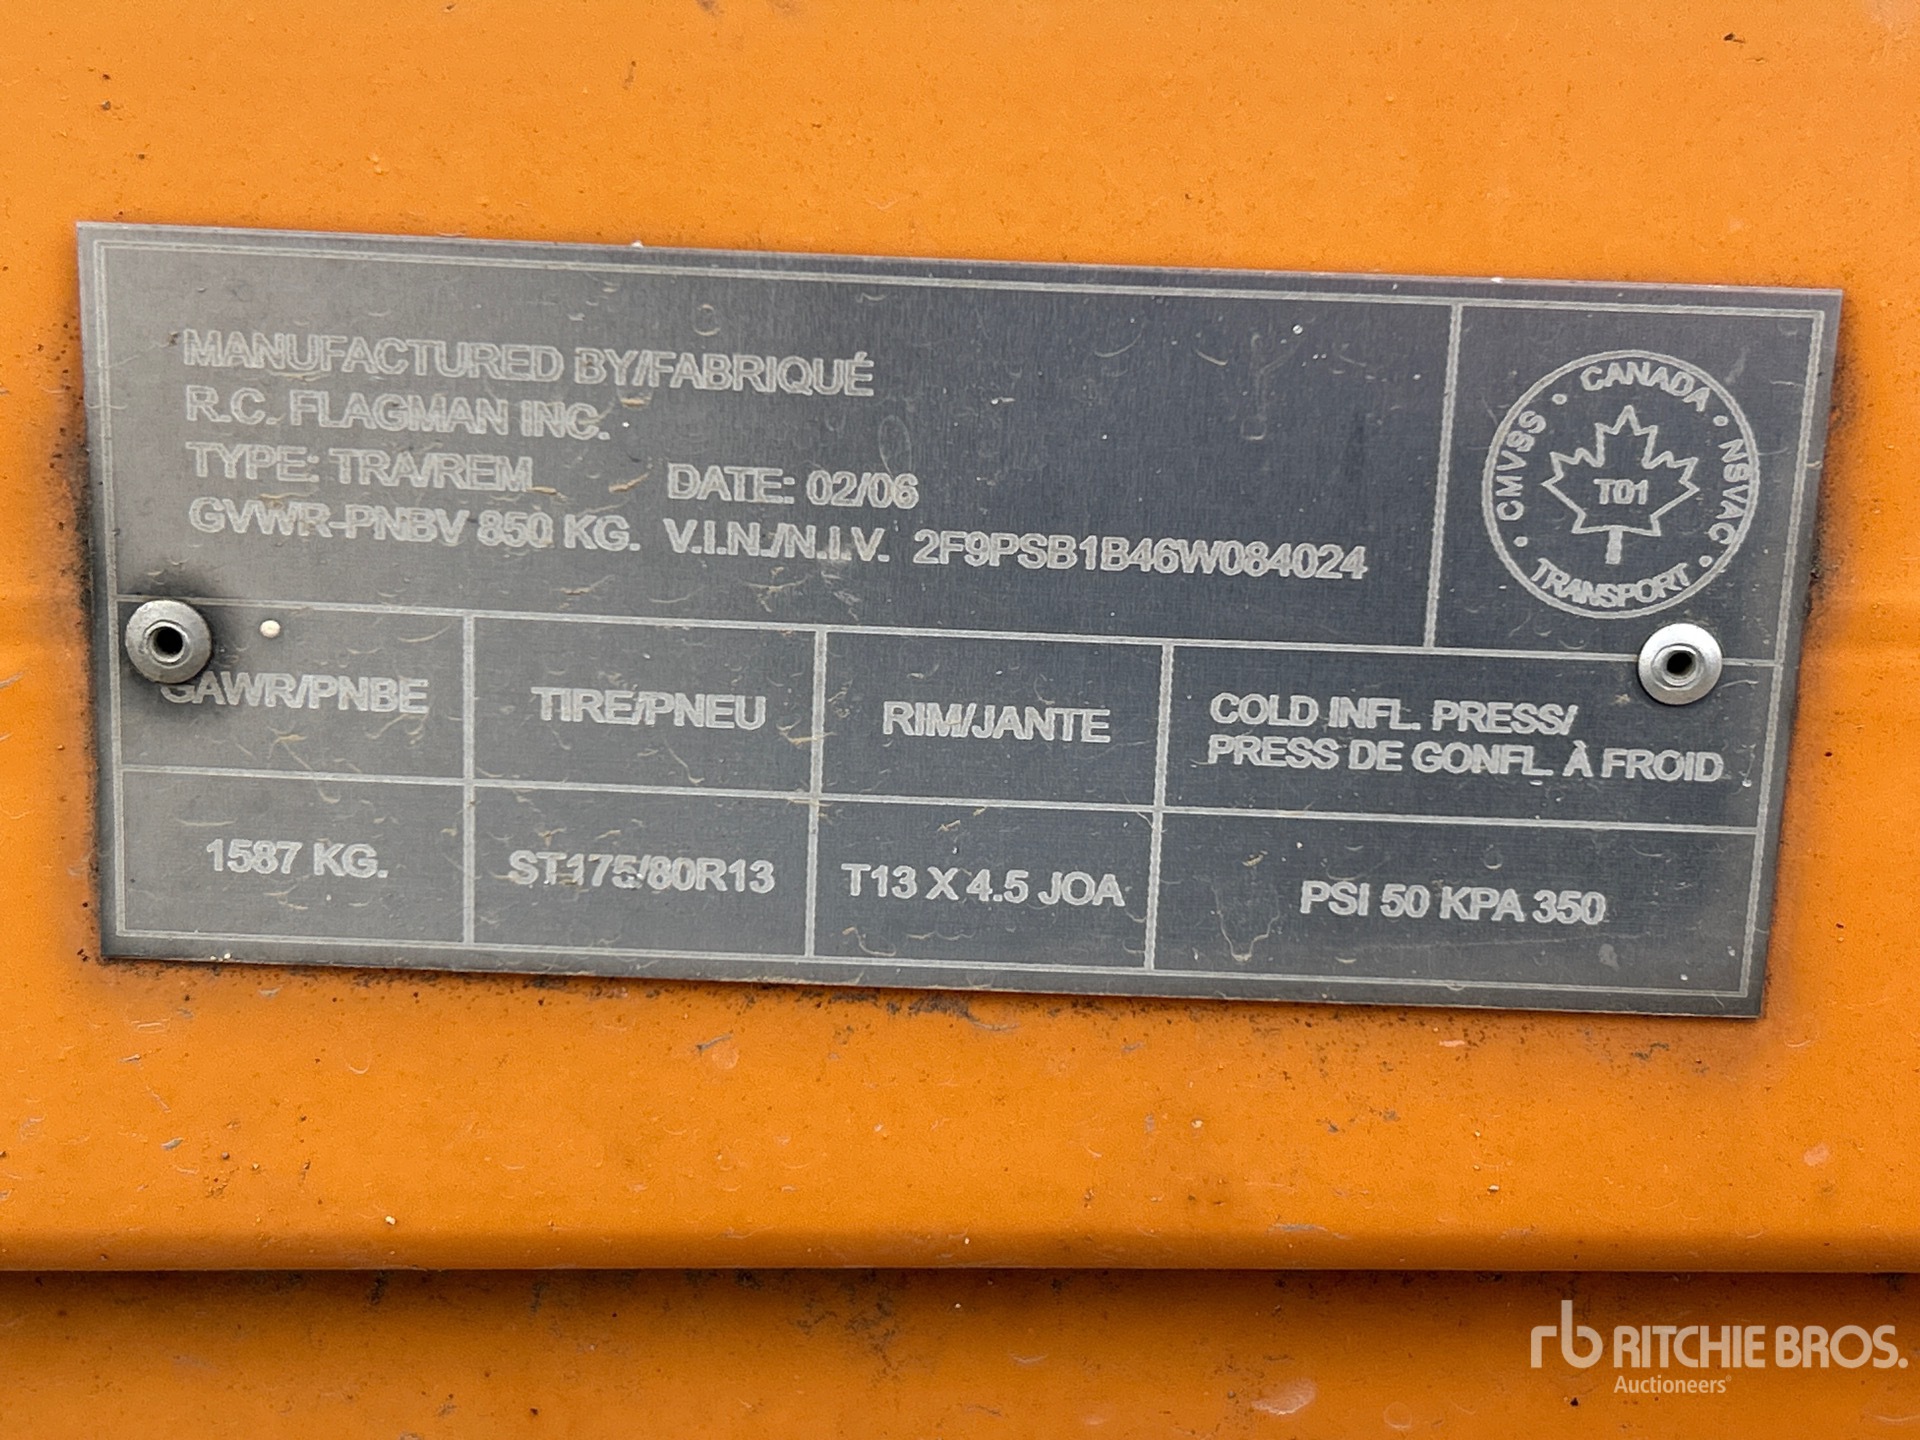 MANUFACTURED BY/FABRIQUÉ
R.C. FLAGMAN INC.
TYPE: TRA/REM DATE: 02/06
GVWR-PNBV 850 KG. V.I.N./N.I.V. 2F9PSB1B46W084024
CANADA • NSVAC • TRANSPORT • CMVSS •
T01
GAWR/PNBE
TIRE/PNEU
RIM/JANTE
COLD INFL. PRESS/
PRESS DE GONFL. À FROID
1587 KG.
ST175/80R13
T13 X 4.5 JOA
PSI 50 KPA 350
rb RITCHIE BROS.
Auctioneers